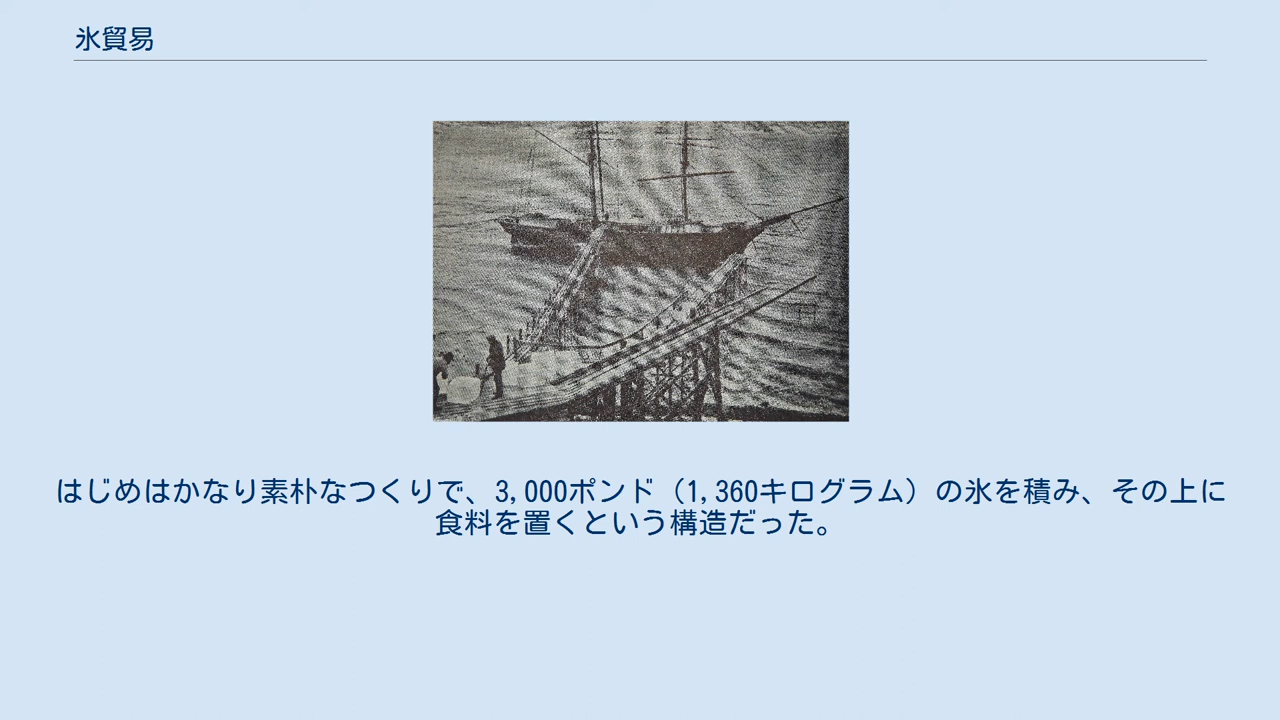 氷貿易
はじめはかなり素朴なつくりで、3,000ポンド（1,360キログラム）の氷を積み、その上に
食料を置くという構造だった。